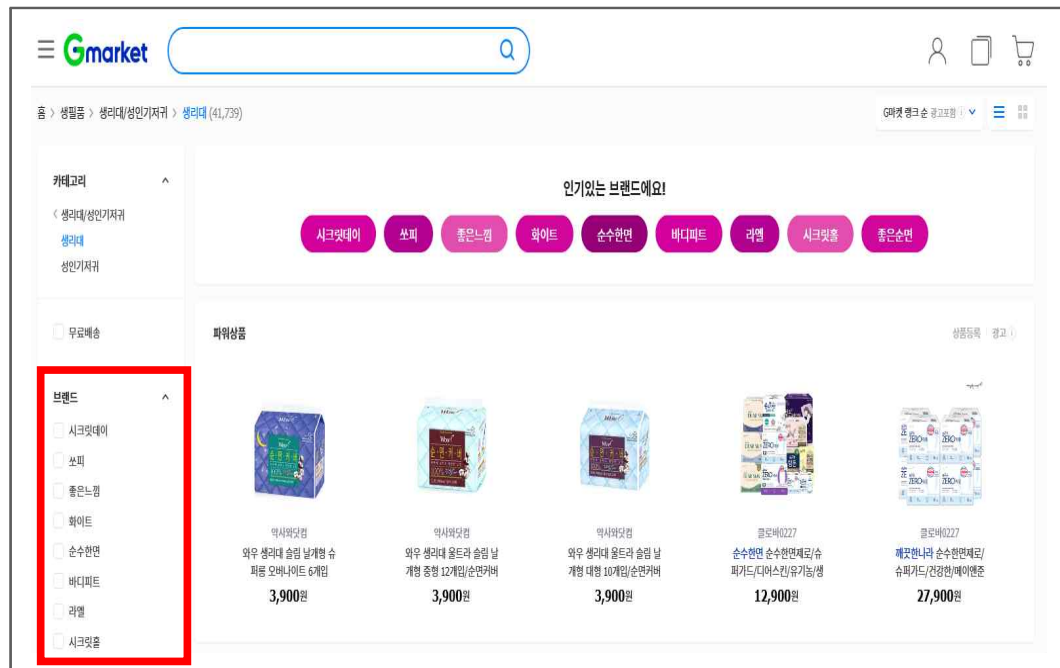 Gmarket
홈 > 생필품 > 생리대/성인기저귀 > 생리대 (41,739)
G마켓 랭크 순 광고포함
카테고리
< 생리대/성인기저귀
생리대
성인기저귀
무료배송
브랜드
시크릿데이
쏘피
좋은느낌
화이트
순수한면
바디피트
라엘
시크릿홀
인기있는 브랜드에요!
시크릿데이 쏘피 좋은느낌 화이트 순수한면 바디피트 라엘 시크릿홀 좋은순면
파워상품
상품등록 광고
약사와닷컴
와우 생리대 슬림 날개형 슈
퍼롱 오버나이트 6개입
3,900원
약사와닷컴
와우 생리대 울트라 슬림 날
개형 중형 12개입/순면커버
3,900원
약사와닷컴
와우 생리대 울트라 슬림 날
개형 대형 10개입/순면커버
3,900원
클로버0227
순수한면 순수한면제로/슈
퍼가드/디어스킨/유기농/생
12,900원
클로버0227
깨끗한나라 순수한면제로/
슈퍼가드/건강한/메이앤준
27,900원